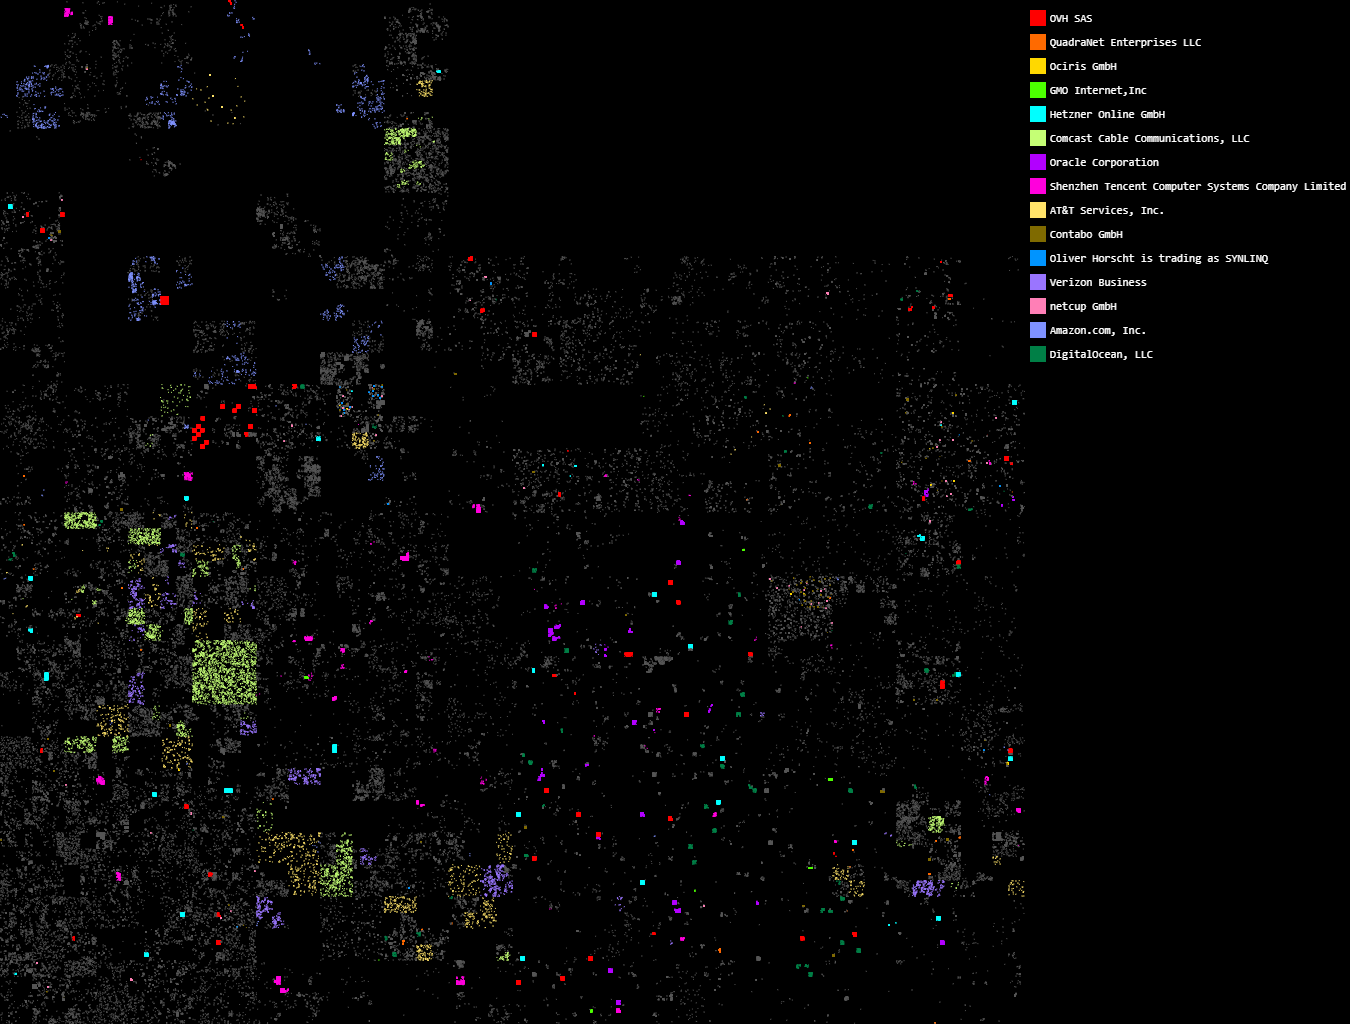 OVH SAS
QuadraNet Enterprises LLC
Ociris GmbH
GMO Internet,Inc
Hetzner Online GmbH
Comcast Cable Communications, LLC
Oracle Corporation
Shenzhen Tencent Computer Systems Company Limited
AT&T Services, Inc.
Contabo GmbH
Oliver Horscht is trading as SYNLINQ
Verizon Business
netcup GmbH
Amazon.com, Inc.
DigitalOcean, LLC